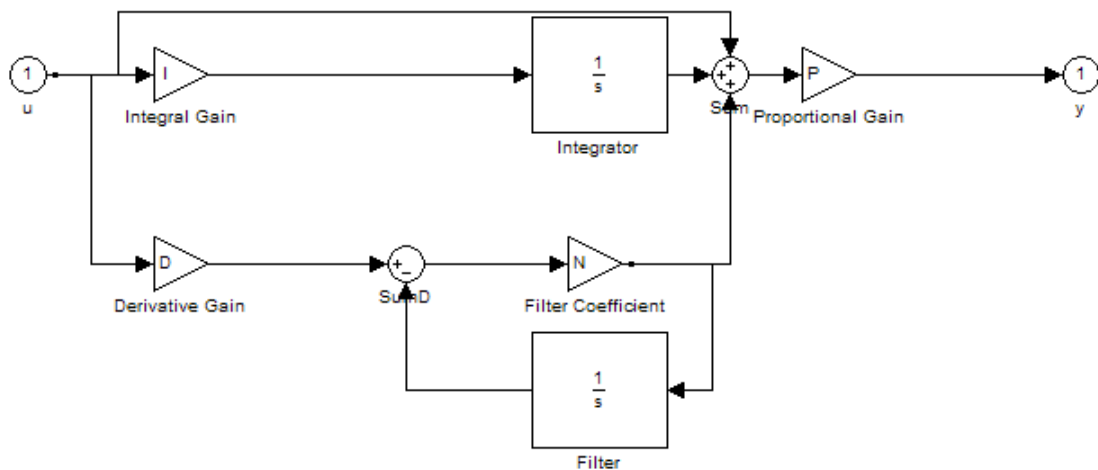 1
u
I
Integral Gain
1
s
Integrator
+
+
+
Sum
P
Proportional Gain
1
y
D
Derivative Gain
+
−
SumD
N
Filter Coefficient
1
s
Filter